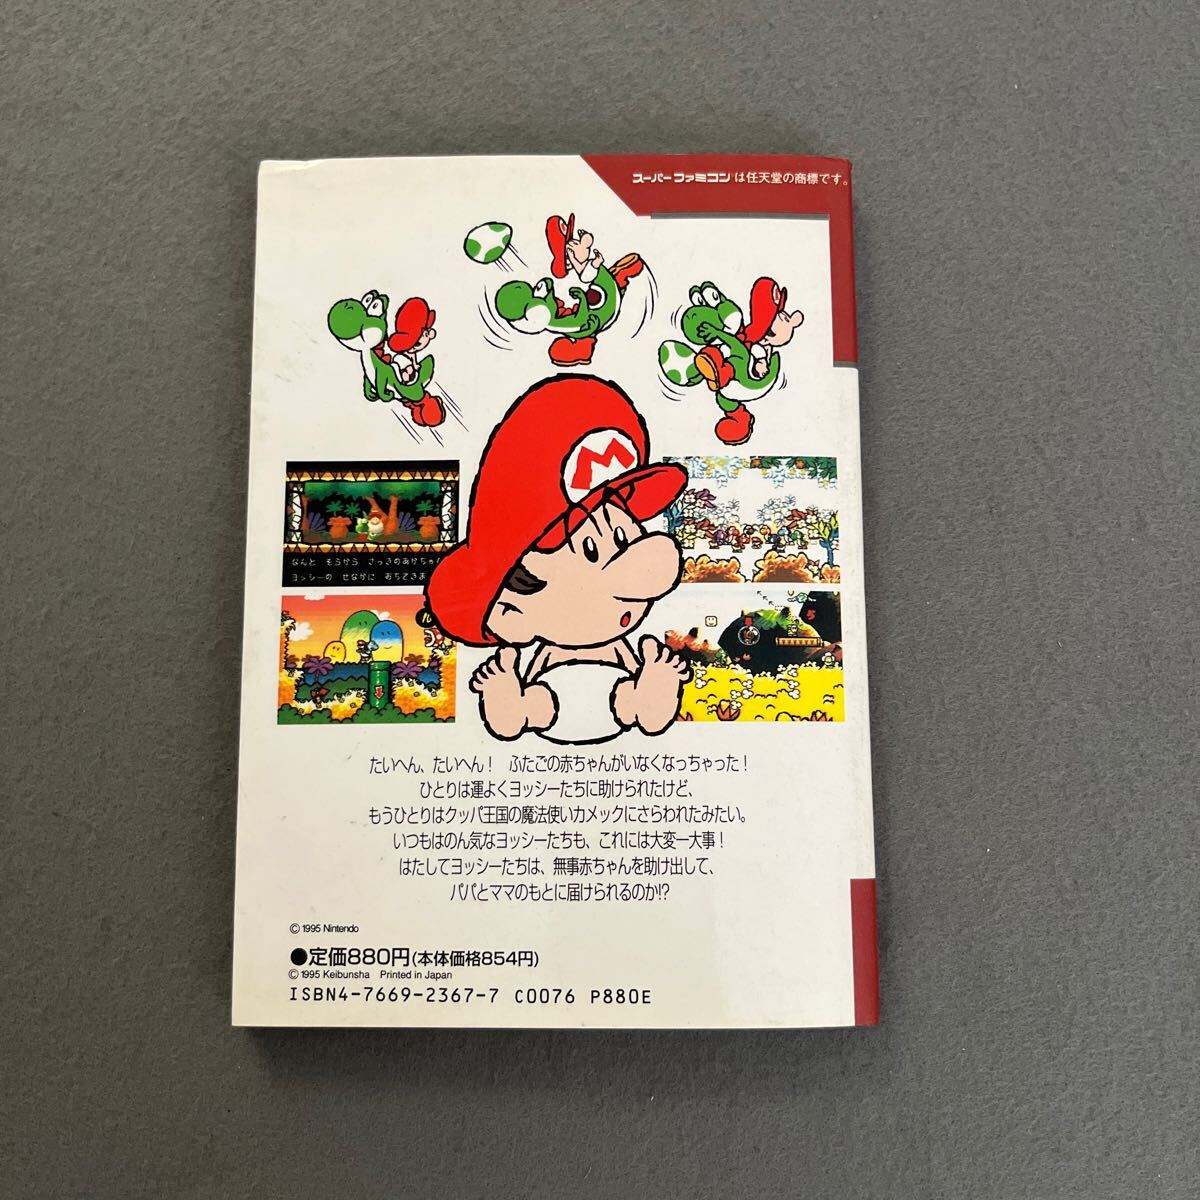 スーパーファミコンは任天堂の商標です。
M
なんと　そらから　さっきのあかちゃん
ヨッシーの　せなかに　おちてきま
たいへん、たいへん！　ふたごの赤ちゃんがいなくなっちゃった！
ひとりは運よくヨッシーたちに助けられたけど、
もうひとりはクッパ王国の魔法使いカメックにさらわれたみたい。
いつもはのん気なヨッシーたちも、これには大変一大事！
はたしてヨッシーたちは、無事赤ちゃんを助け出して、
パパとママのもとに届けられるのか!?
© 1995 Nintendo
●定価880円(本体価格854円)
© 1995 Keibunsha　Printed in Japan
ISBN4-7669-2367-7 C0076 P880E